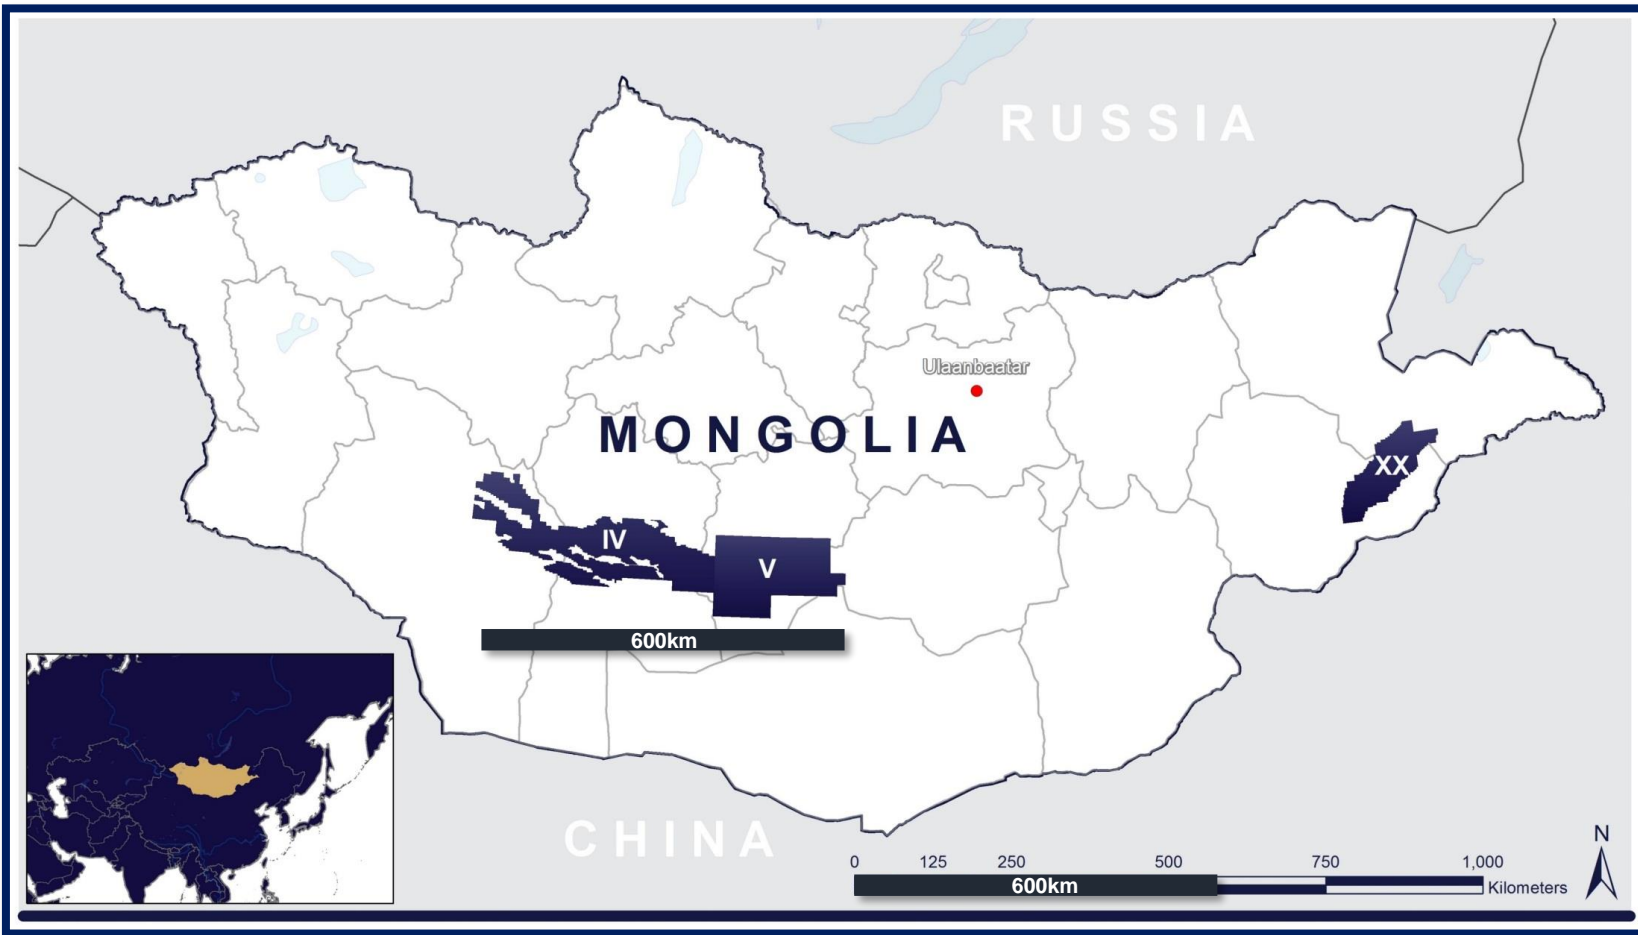 RUSSIA
Ulaanbaatar
MONGOLIA
XX
IV
V
600km
CHINA
N
0 125 250 500 750 1,000
600km
Kilometers